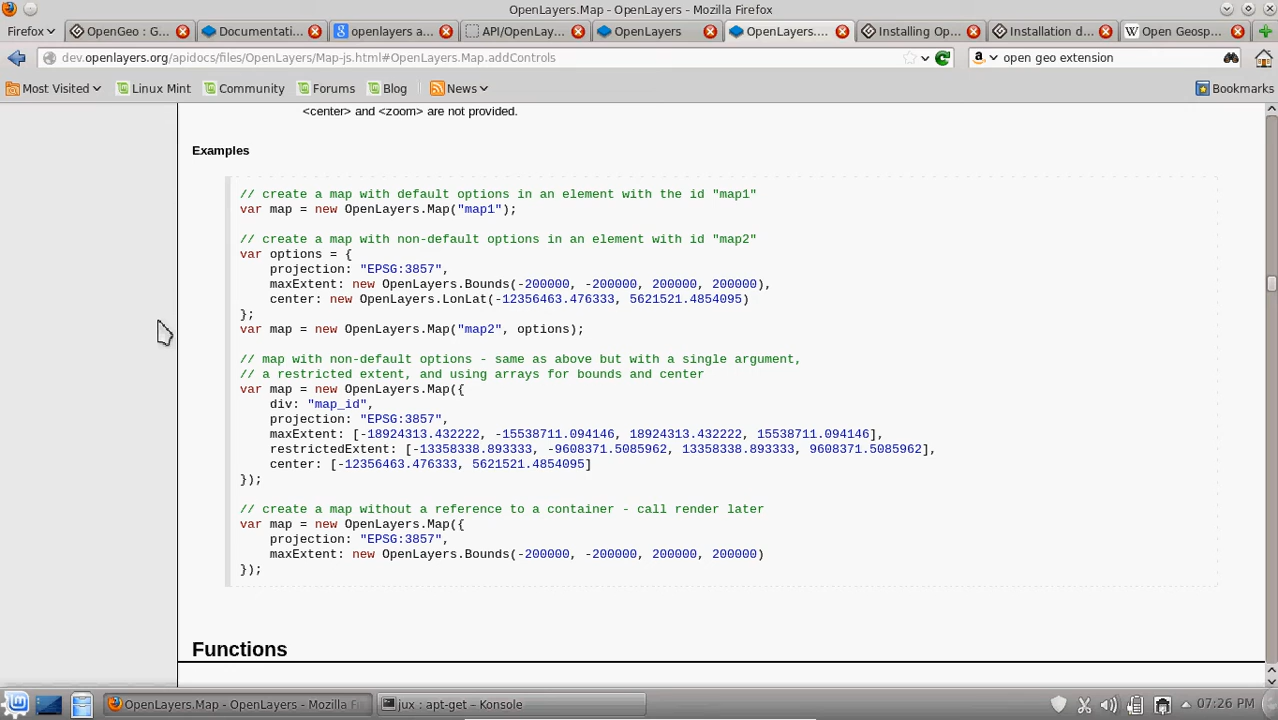 OpenLayers.Map - OpenLayers - Mozilla Firefox
Firefox
OpenGeo : G...
Documentati...
openlayers a...
API/OpenLay...
OpenLayers
OpenLayers....
Installing Op...
Installation d...
Open Geosp...
dev.openlayers.org/apidocs/files/OpenLayers/Map-js.html#OpenLayers.Map.addControls
open geo extension
Most Visited
Linux Mint
Community
Forums
Blog
News
Bookmarks
<center> and <zoom> are not provided.
Examples
// create a map with default options in an element with the id "map1"
var map = new OpenLayers.Map("map1");
// create a map with non-default options in an element with id "map2"
var options = {
projection: "EPSG:3857",
maxExtent: new OpenLayers.Bounds(-200000, -200000, 200000, 200000),
center: new OpenLayers.LonLat(-12356463.476333, 5621521.4854095)
};
var map = new OpenLayers.Map("map2", options);
// map with non-default options - same as above but with a single argument,
// a restricted extent, and using arrays for bounds and center
var map = new OpenLayers.Map({
div: "map_id",
projection: "EPSG:3857",
maxExtent: [-18924313.432222, -15538711.094146, 18924313.432222, 15538711.094146],
restrictedExtent: [-13358338.893333, -9608371.5085962, 13358338.893333, 9608371.5085962],
center: [-12356463.476333, 5621521.4854095]
});
// create a map without a reference to a container - call render later
var map = new OpenLayers.Map({
projection: "EPSG:3857",
maxExtent: new OpenLayers.Bounds(-200000, -200000, 200000, 200000)
});
Functions
OpenLayers.Map - OpenLayers - Mozilla Fi
jux : apt-get – Konsole
07:26 PM